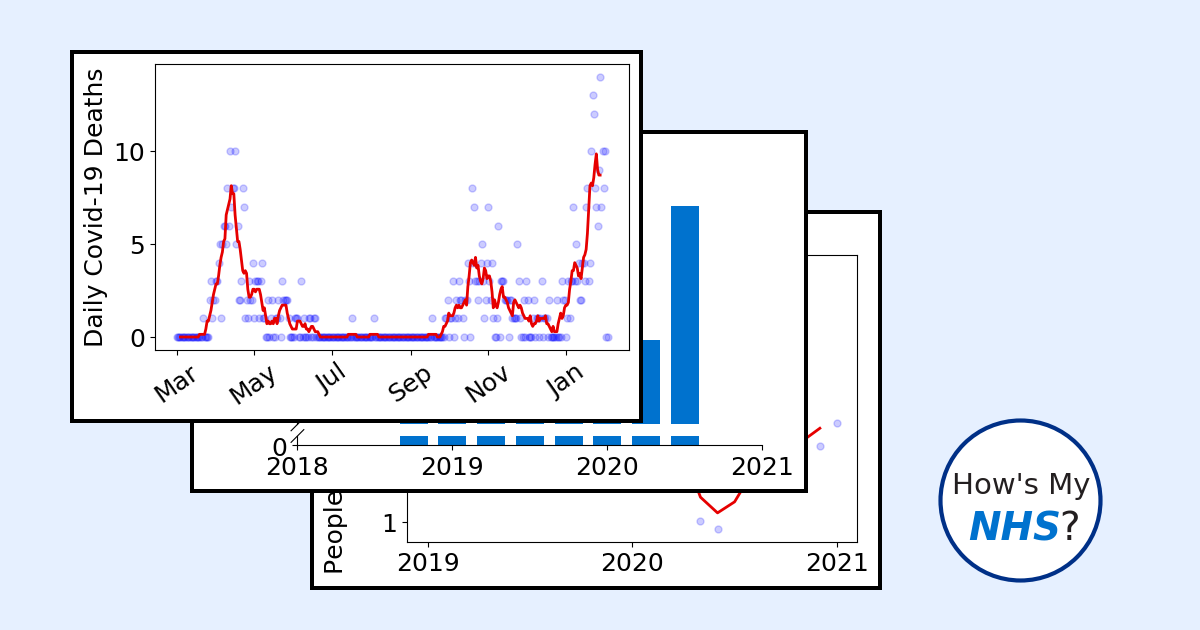 Daily Covid-19 Deaths
10
5
0
Mar May Jul Sep Nov Jan
0
2018 2019 2020 2021
People
1
2019 2020 2021
How's My
NHS?